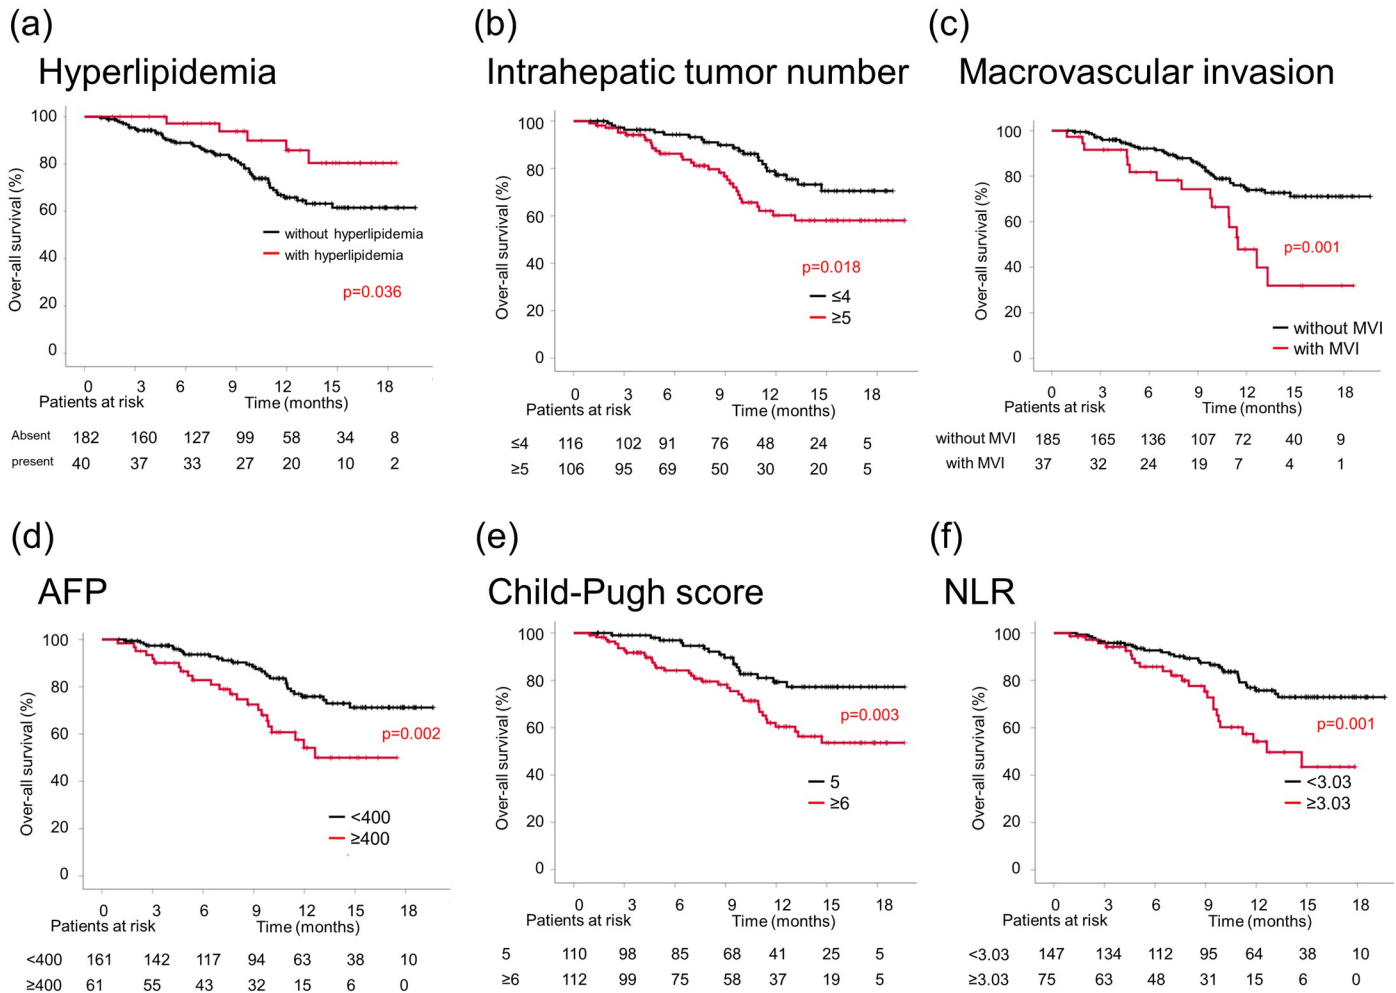 (a)
Hyperlipidemia
100
80
60
40
20
0
Over-all survival (%)
without hyperlipidemia
with hyperlipidemia
p=0.036
0 3 6 9 12 15 18
Patients at risk Time (months)
Absent 182 160 127 99 58 34 8
present 40 37 33 27 20 10 2
(b)
Intrahepatic tumor number
100
80
60
40
20
0
Over-all survival (%)
p=0.018
≤4
≥5
0 3 6 9 12 15 18
Patients at risk Time (months)
≤4 116 102 91 76 48 24 5
≥5 106 95 69 50 30 20 5
(c)
Macrovascular invasion
100
80
60
40
20
0
Over-all survival (%)
p=0.001
without MVI
with MVI
0 3 6 9 12 15 18
Patients at risk Time (months)
without MVI 185 165 136 107 72 40 9
with MVI 37 32 24 19 7 4 1
(d)
AFP
100
80
60
40
20
0
Over-all survival (%)
p=0.002
<400
≥400
0 3 6 9 12 15 18
Patients at risk Time (months)
<400 161 142 117 94 63 38 10
≥400 61 55 43 32 15 6 0
(e)
Child-Pugh score
100
80
60
40
20
0
Over-all survival (%)
p=0.003
5
≥6
0 3 6 9 12 15 18
Patients at risk Time (months)
5 110 98 85 68 41 25 5
≥6 112 99 75 58 37 19 5
(f)
NLR
100
80
60
40
20
0
Over-all survival (%)
p=0.001
<3.03
≥3.03
0 3 6 9 12 15 18
Patients at risk Time (months)
<3.03 147 134 112 95 64 38 10
≥3.03 75 63 48 31 15 6 0